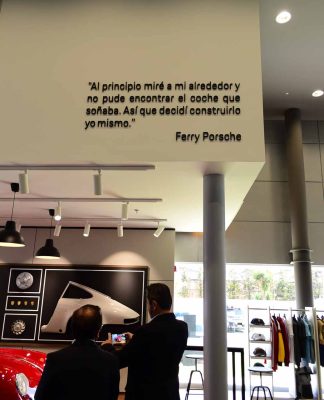 "Al principio miré a mi alrededor y
no pude encontrar el coche que
soñaba. Así que decidí construirlo
yo mismo."
Ferry Porsche